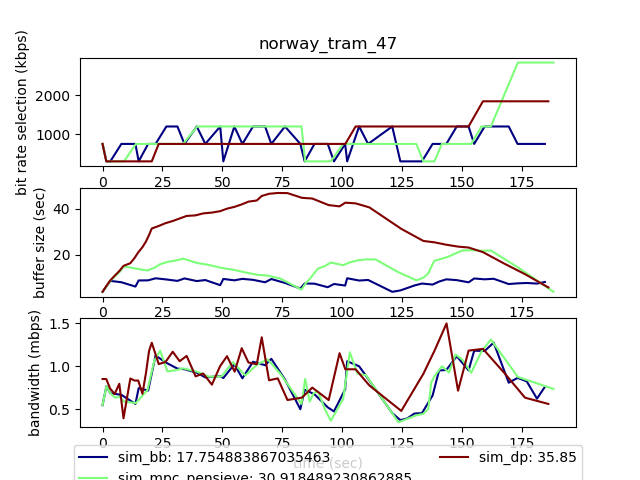 norway_tram_47
bit rate selection (kbps)
2000
1000
0 25 50 75 100 125 150 175
buffer size (sec)
40
20
0 25 50 75 100 125 150 175
bandwidth (mbps)
1.5
1.0
0.5
0 25 50 75 100 125 150 175
time (sec)
sim_bb: 17.754883867035463
sim_dp: 35.85
sim_mpc_pensieve: 30.918489230862885